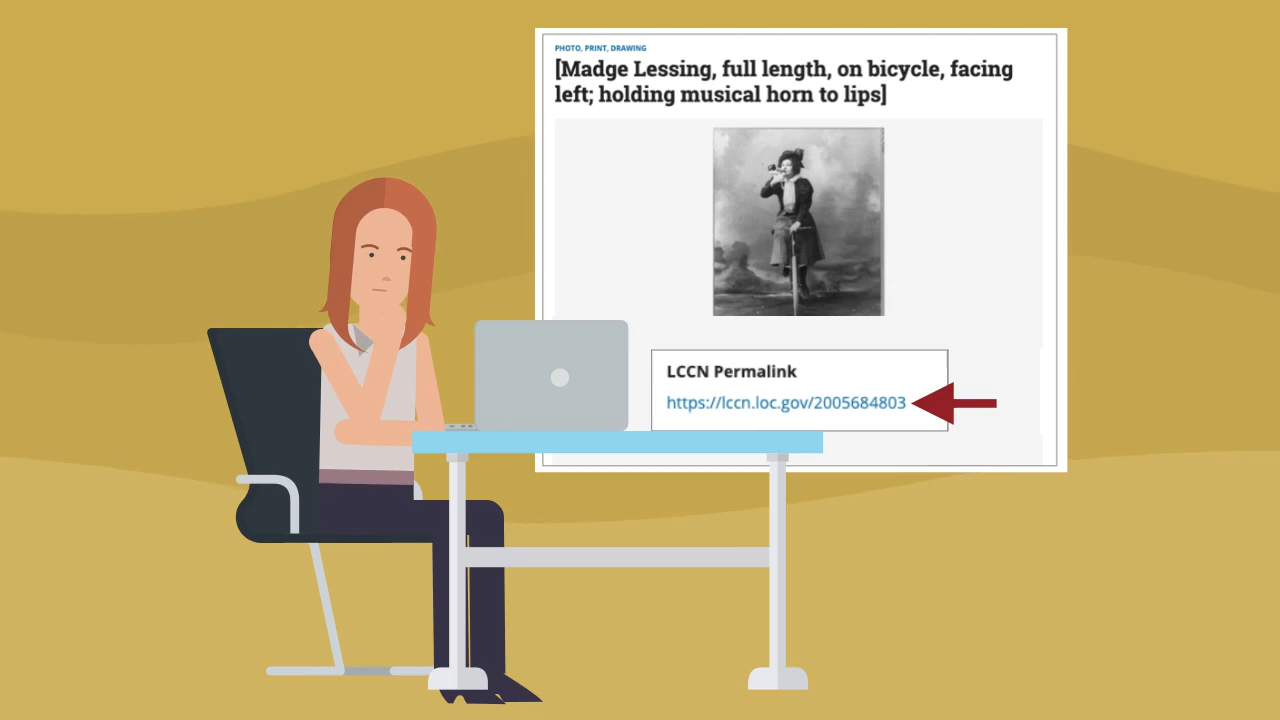 PHOTO, PRINT, DRAWING
[Madge Lessing, full length, on bicycle, facing
left; holding musical horn to lips]
LCCN Permalink
https://lccn.loc.gov/2005684803